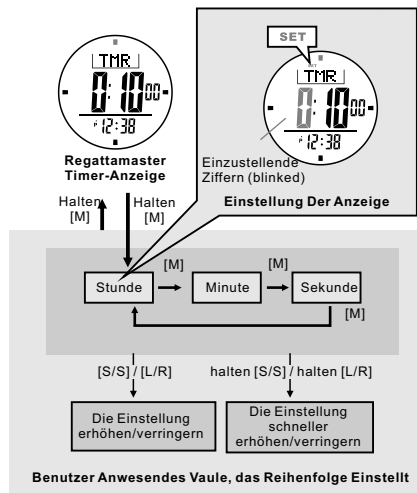 TMR
0:10 00
P 12:38
Regattamaster
Timer-Anzeige
SET
SET
TMR
0:10 00
P 12:38
Einzustellende
Ziffern (blinked)
Einstellung Der Anzeige
Halten
[M]
Halten
[M]
Stunde
[M]
Minute
[M]
Sekunde
[M]
[S/S] / [L/R]
halten [S/S] / halten [L/R]
Die Einstellung
erhöhen/verringern
Die Einstellung
schneller
erhöhen/verringern
Benutzer Anwesendes Vaule, das Reihenfolge Einstellt